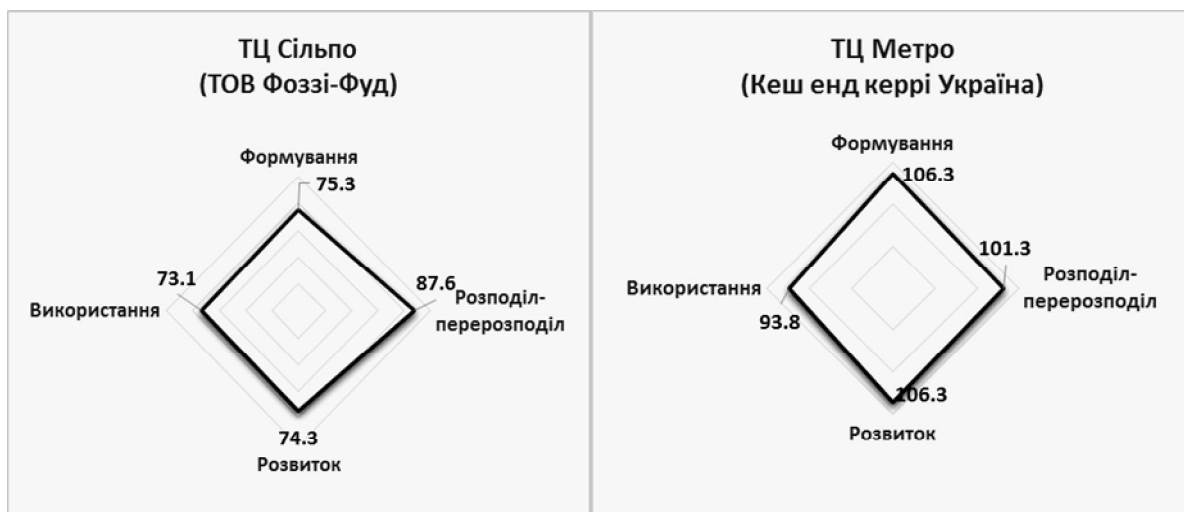 ТЦ Сільпо
(ТОВ Фоззі-Фуд)
Формування
75.3
73.1
87.6
Використання
Розподіл-
перерозподіл
74.3
Розвиток
ТЦ Метро
(Кеш енд керрі Україна)
Формування
106.3
101.3
Використання
Розподіл-
перерозподіл
93.8
106.3
Розвиток